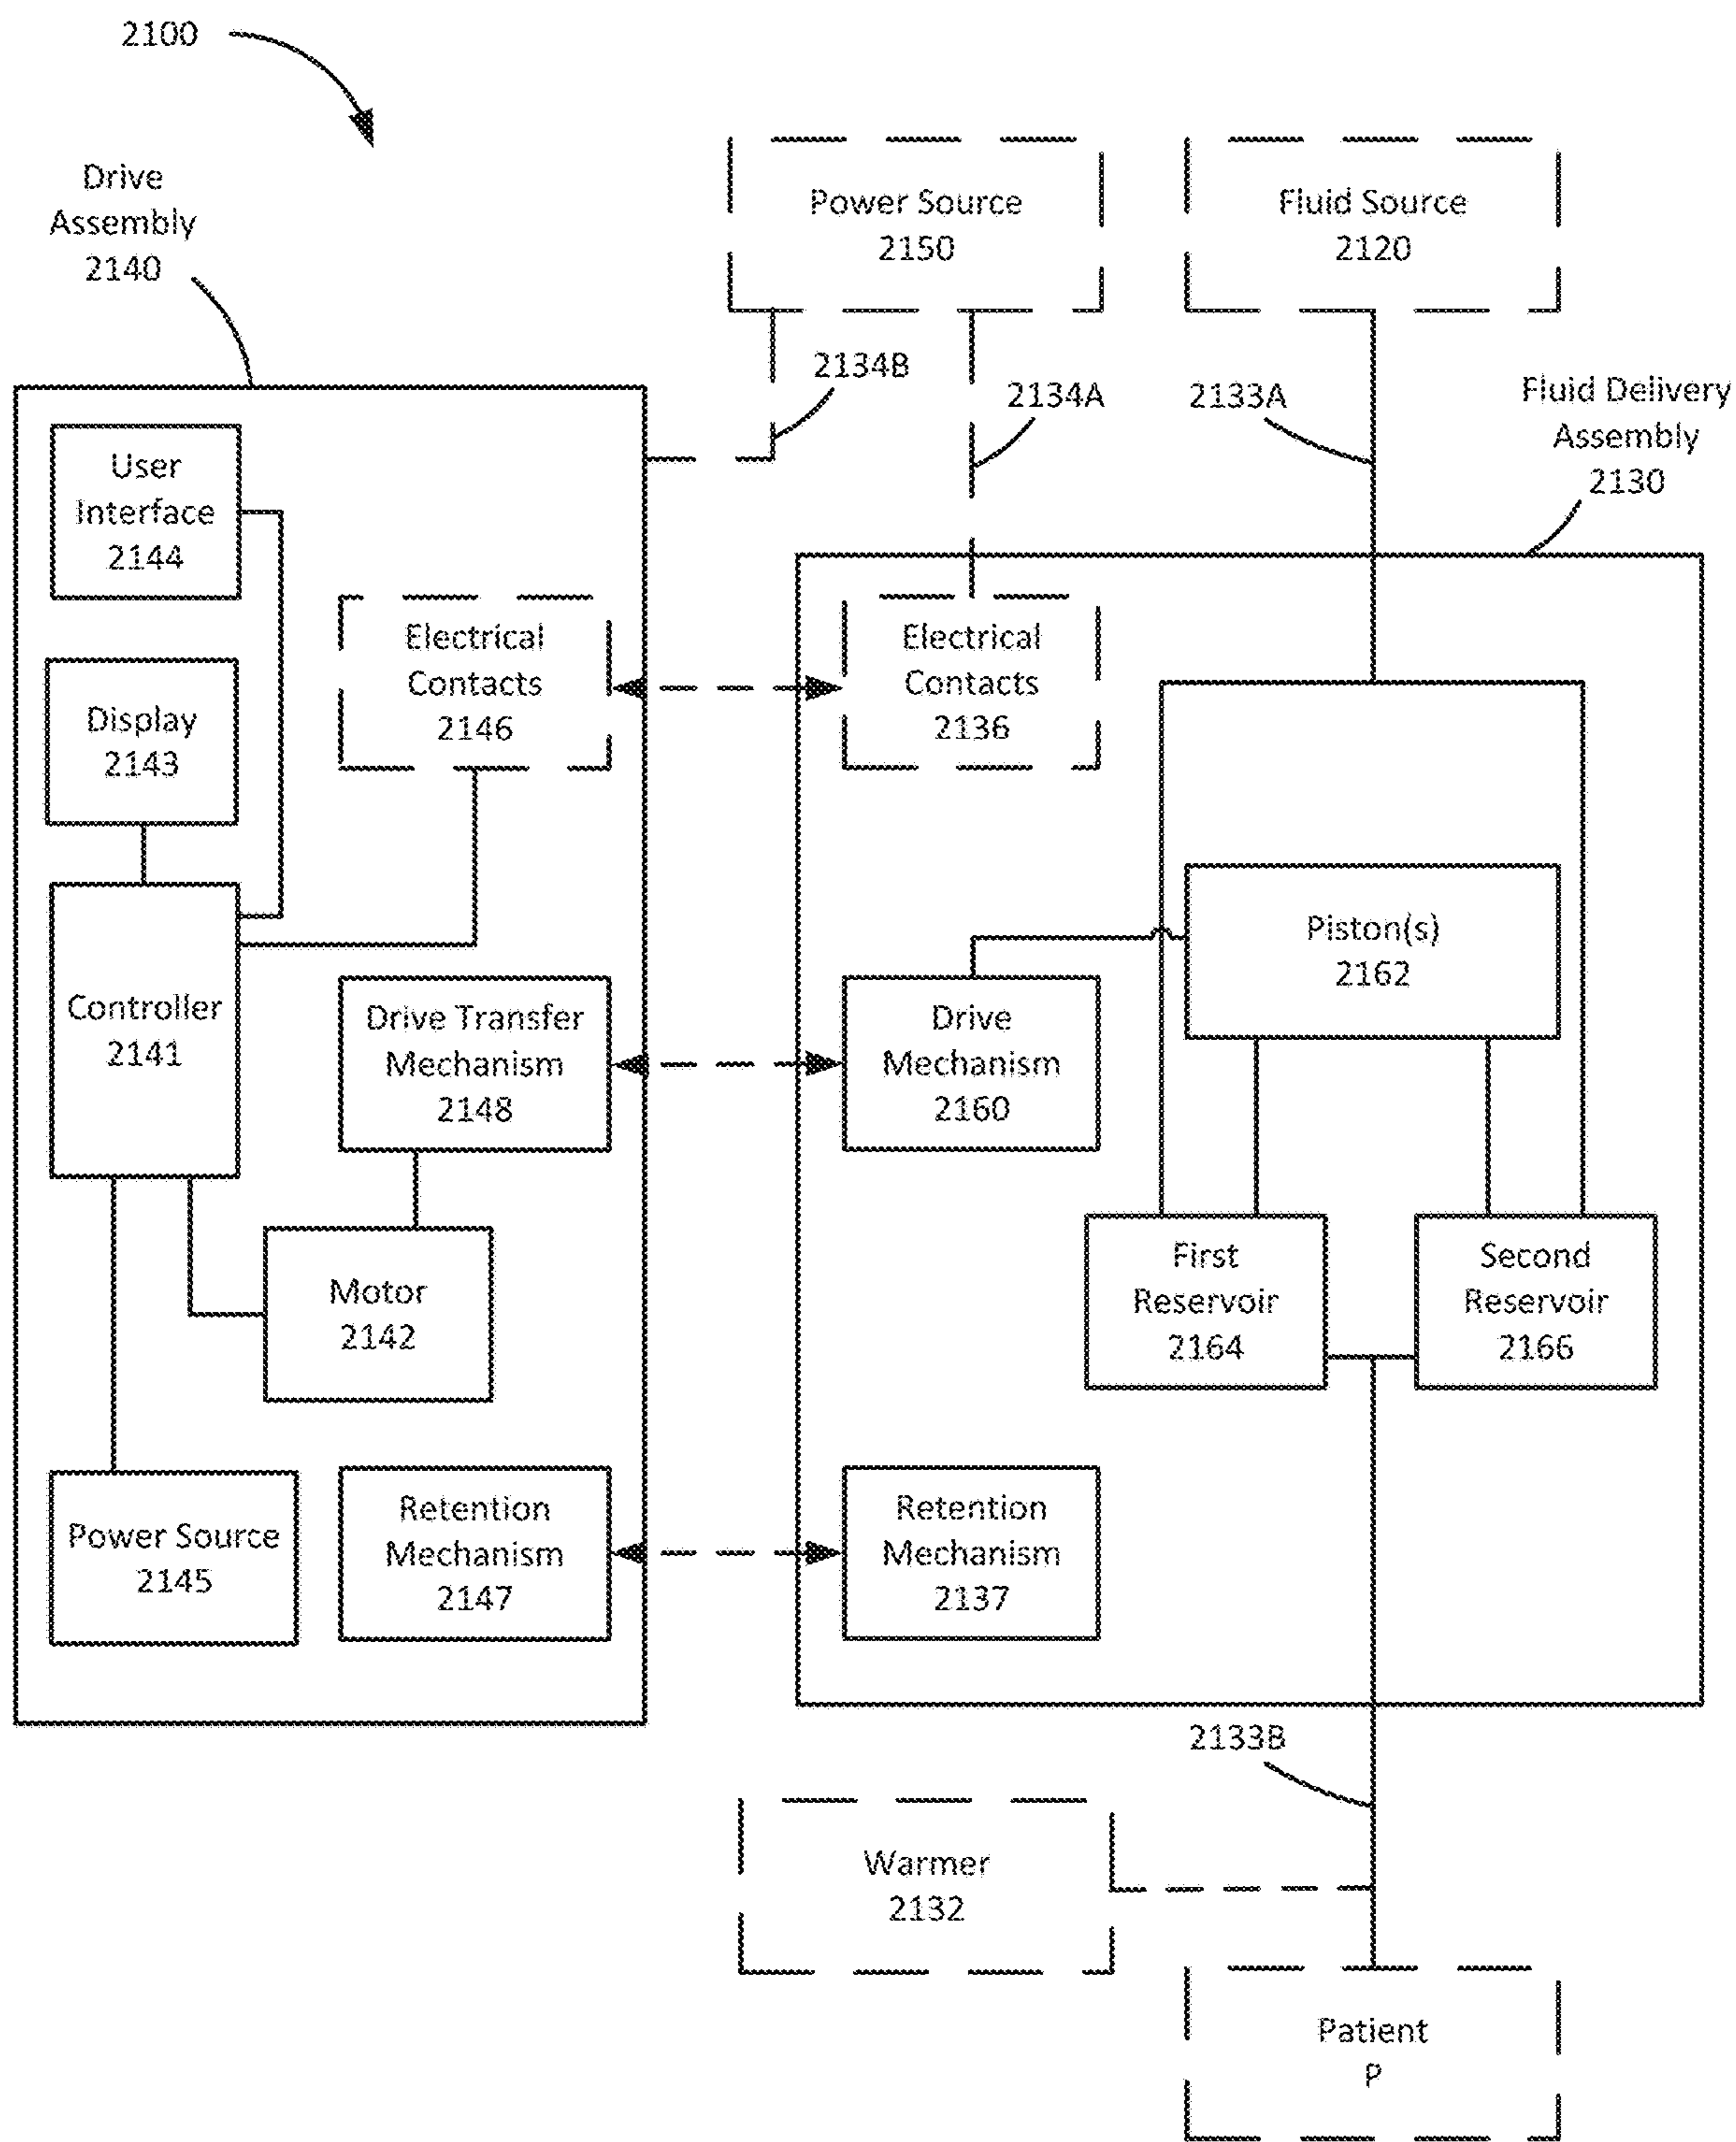 2100
Drive
Assembly
2140
Power Source
2150
Fluid Source
2120
2134B
2134A
2133A
Fluid Delivery
Assembly
2130
User
Interface
2144
Electrical
Contacts
2146
Electrical
Contacts
2136
Display
2143
Piston(s)
2162
Controller
2141
Drive Transfer
Mechanism
2148
Drive
Mechanism
2160
First
Reservoir
2164
Second
Reservoir
2166
Motor
2142
Power Source
2145
Retention
Mechanism
2147
Retention
Mechanism
2137
2133B
Warmer
2132
Patient
P